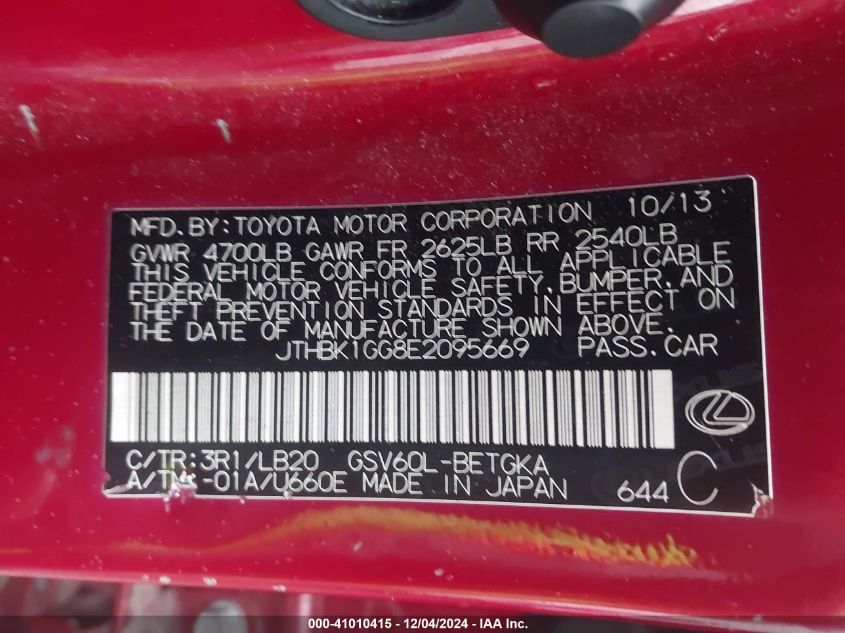 MFD.BY:TOYOTA MOTOR CORPORATION 10/13
GVWR 4700LB GAWR FR 2625LB RR 2540LB
THIS VEHICLE CONFORMS TO ALL APPLICABLE
FEDERAL MOTOR VEHICLE SAFETY,BUMPER,AND
THEFT PREVENTION STANDARDS IN EFFECT ON
THE DATE OF MANUFACTURE SHOWN ABOVE.
JTHBK1GG8E2095669 PASS.CAR
C/TR:3R1/LB20 GSV60L-BETGKA
A/TM:-01A/U660E MADE IN JAPAN 644 C
000-41010415 - 12/04/2024 - IAA Inc.